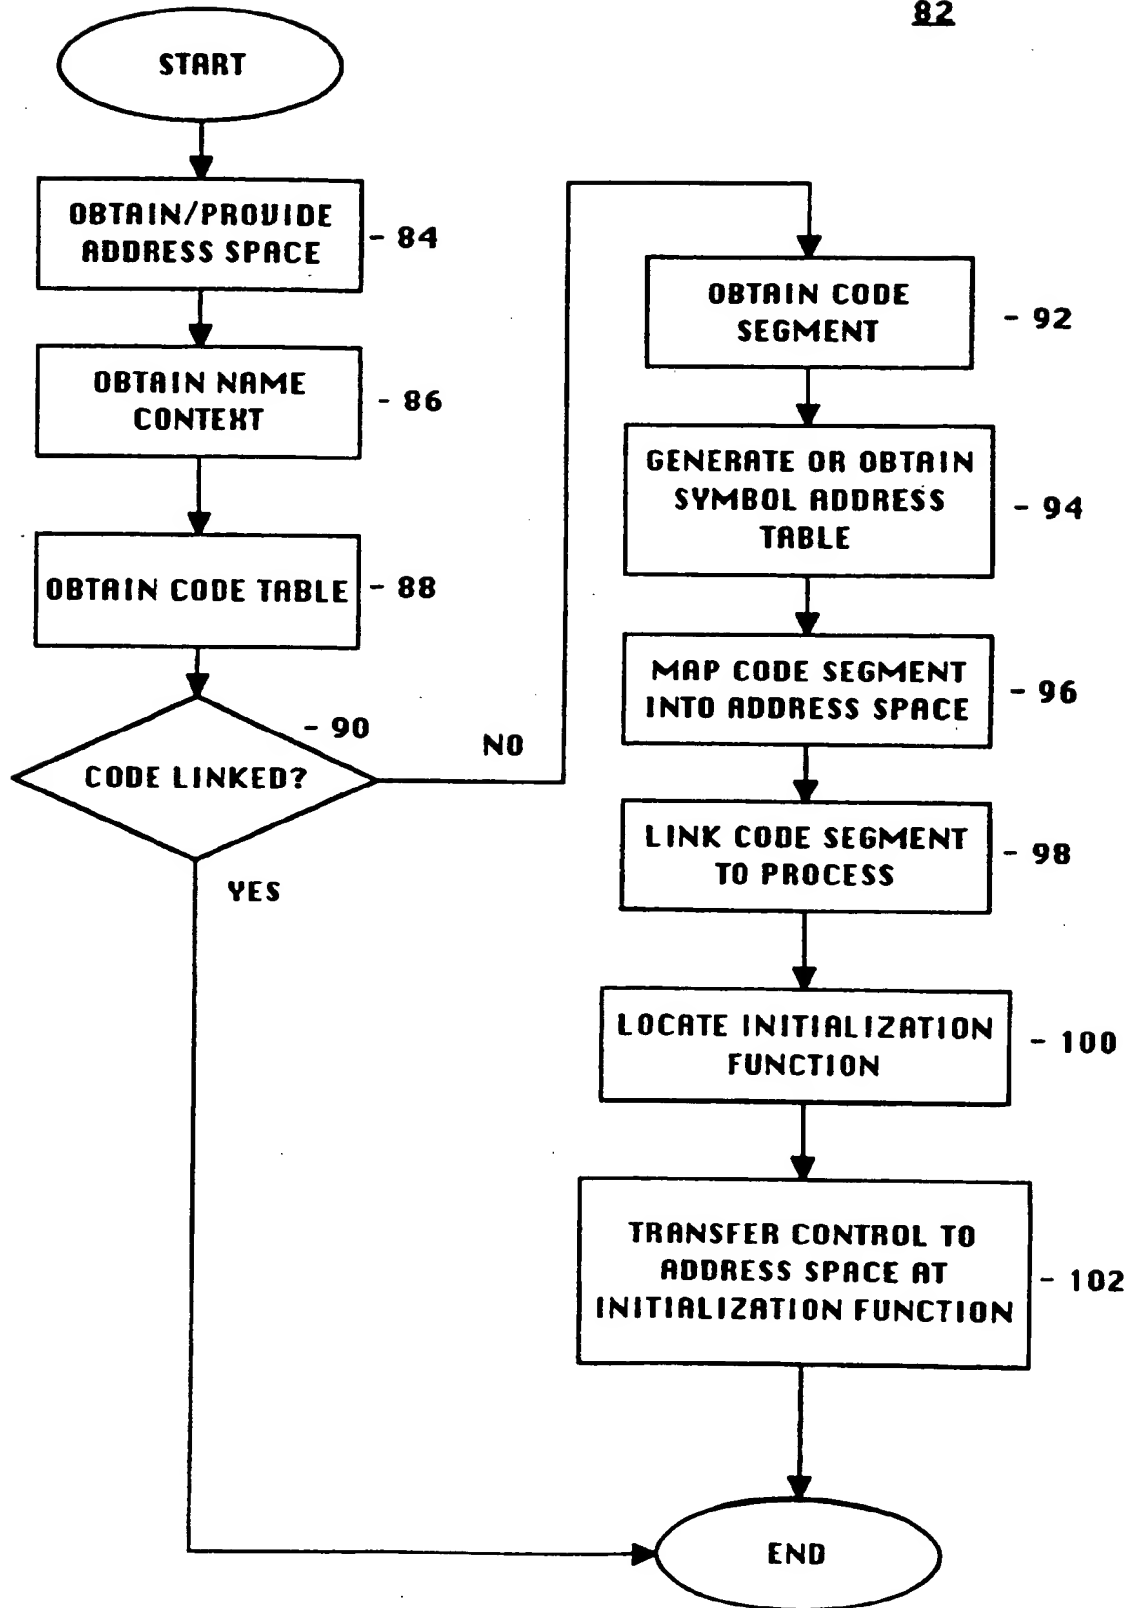 82
START
OBTAIN/PROVIDE
ADDRESS SPACE
- 84
OBTAIN NAME
CONTEXT
- 86
OBTAIN CODE TABLE
- 88
- 90
CODE LINKED?
NO
YES
OBTAIN CODE
SEGMENT
- 92
GENERATE OR OBTAIN
SYMBOL ADDRESS
TABLE
- 94
MAP CODE SEGMENT
INTO ADDRESS SPACE
- 96
LINK CODE SEGMENT
TO PROCESS
- 98
LOCATE INITIALIZATION
FUNCTION
- 100
TRANSFER CONTROL TO
ADDRESS SPACE AT
INITIALIZATION FUNCTION
- 102
END